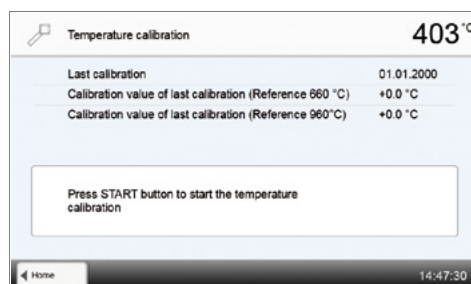 Temperature calibration 403 °C
Last calibration 01.01.2000
Calibration value of last calibration (Reference 660 °C) +0.0 °C
Calibration value of last calibration (Reference 960°C) +0.0 °C
Press START button to start the temperature
calibration
Home 14:47:30